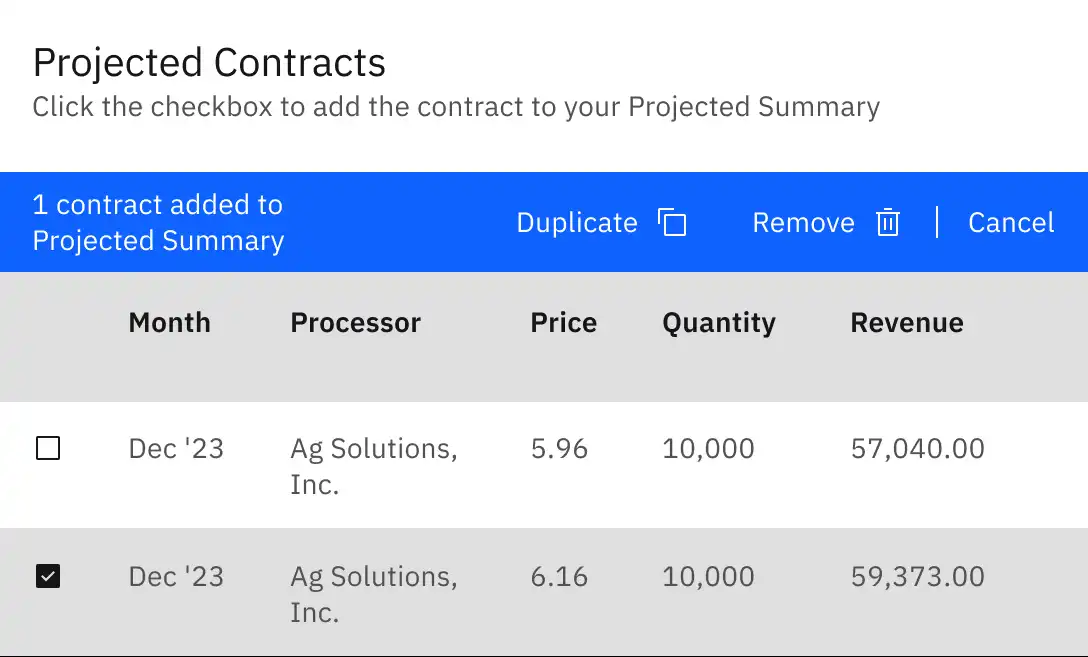 Projected Contracts
Click the checkbox to add the contract to your Projected Summary
1 contract added to
Projected Summary
Duplicate Remove | Cancel
Month Processor Price Quantity Revenue
Dec '23 Ag Solutions, 5.96 10,000 57,040.00
Inc.
Dec '23 Ag Solutions, 6.16 10,000 59,373.00
Inc.